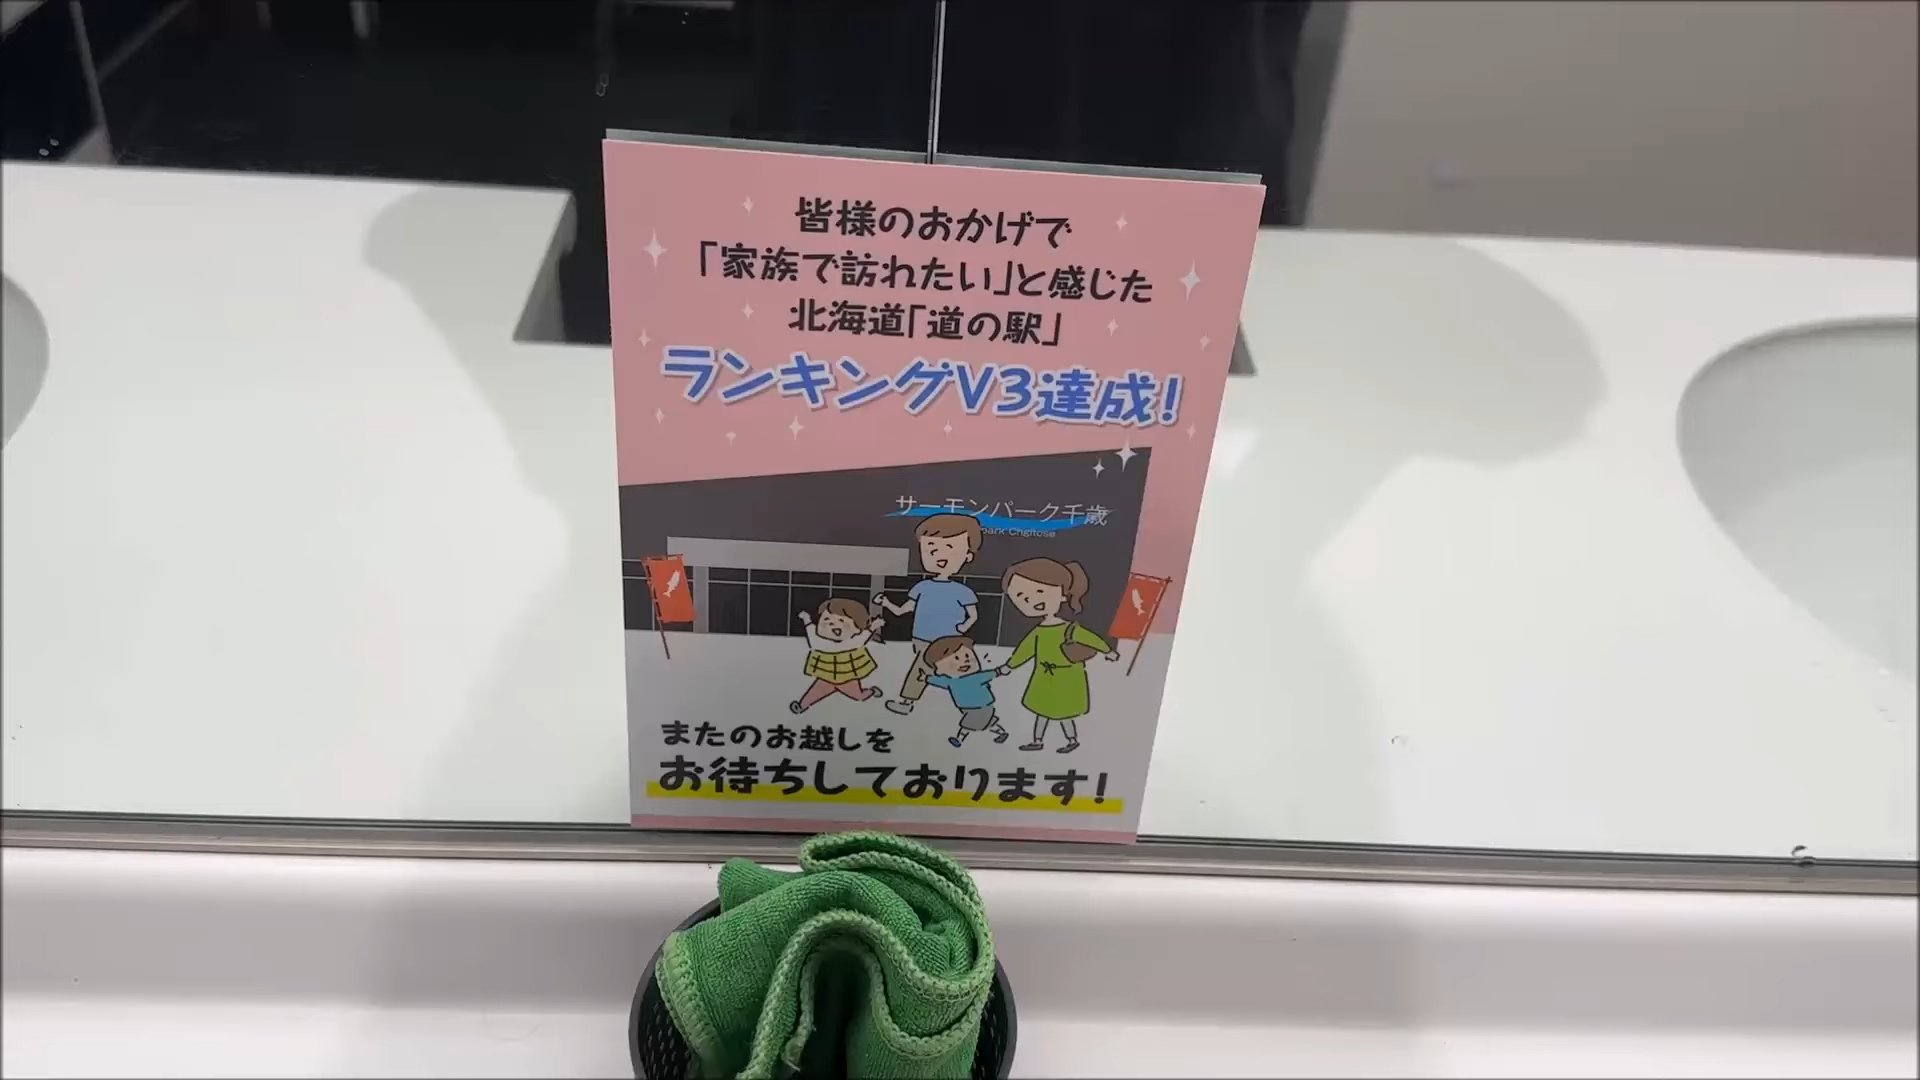 皆様のおかげで
「家族で訪れたい」と感じた
北海道「道の駅」
ランキングV3達成!
サーモンパーク千歳
park Chgitose
またのお越しを
お待ちしております!